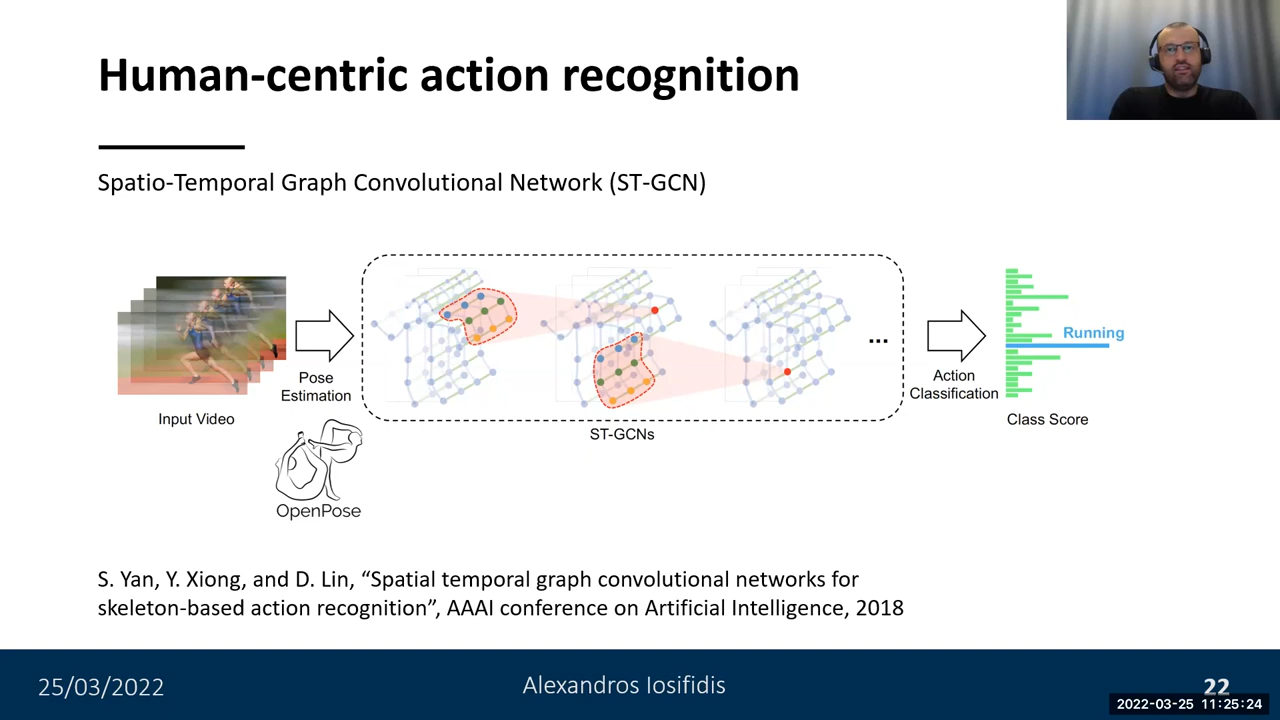 Human-centric action recognition
Spatio-Temporal Graph Convolutional Network (ST-GCN)
Input Video
Pose
Estimation
OpenPose
...
ST-GCNs
Action
Classification
Running
Class Score
S. Yan, Y. Xiong, and D. Lin, “Spatial temporal graph convolutional networks for
skeleton-based action recognition”, AAAI conference on Artificial Intelligence, 2018
25/03/2022
Alexandros Iosifidis
22
2022-03-25 11:25:24